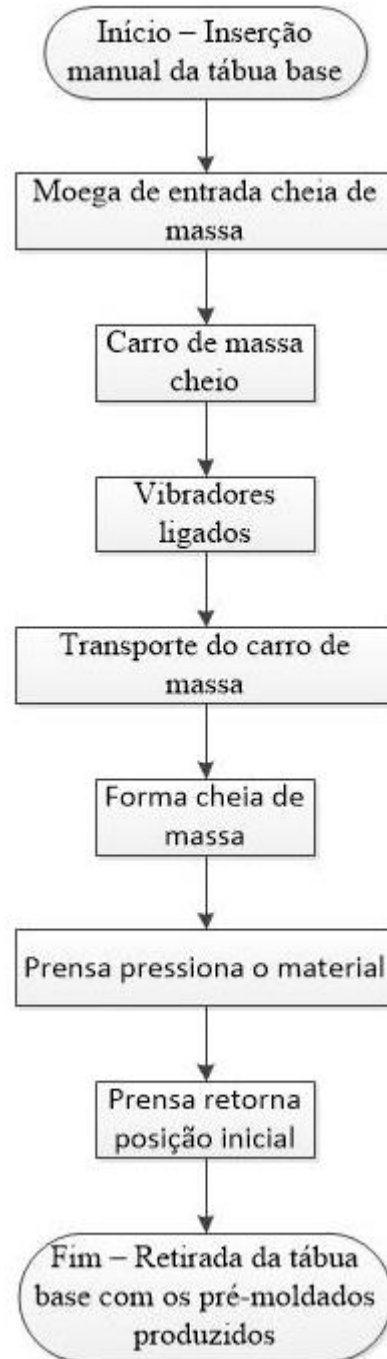 Início – Inserção
manual da tábua base
Moega de entrada cheia de
massa
Carro de massa
cheio
Vibradores
ligados
Transporte do carro de
massa
Forma cheia de
massa
Prensa pressiona o material
Prensa retorna
posição inicial
Fim – Retirada da tábua
base com os pré-moldados
produzidos